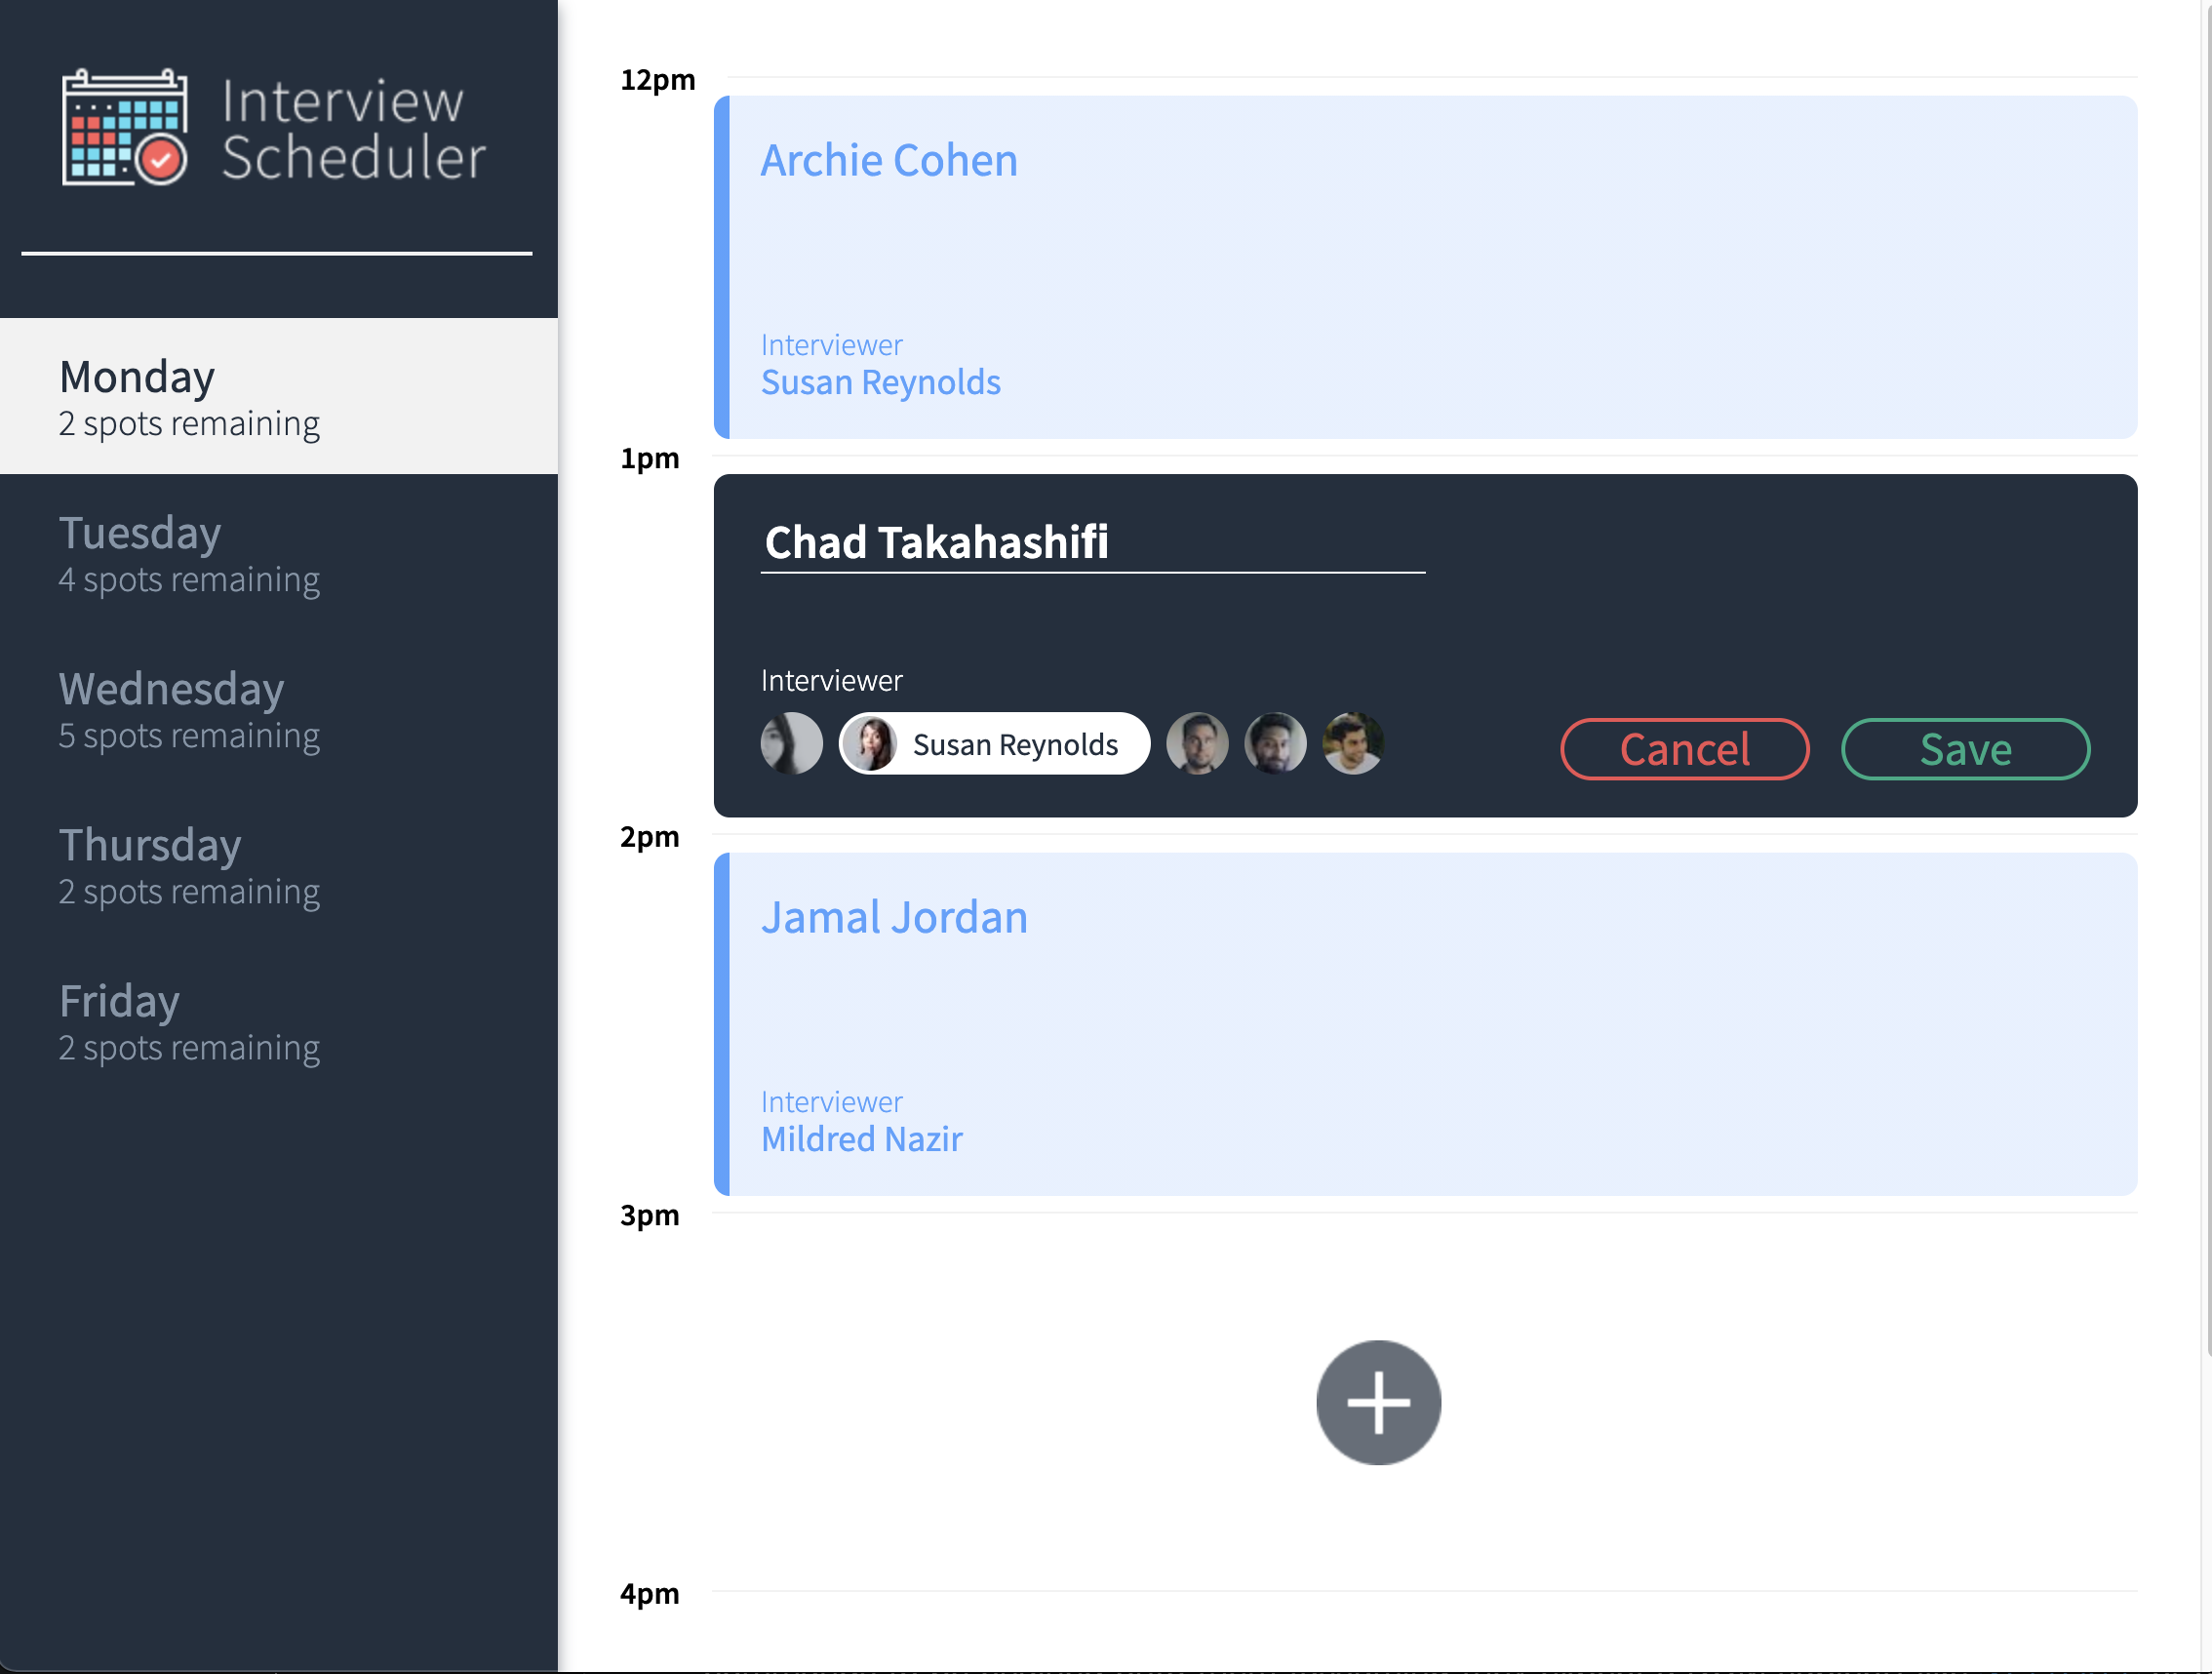 Interview
Scheduler
Monday
2 spots remaining
Tuesday
4 spots remaining
Wednesday
5 spots remaining
Thursday
2 spots remaining
Friday
2 spots remaining
12pm
Archie Cohen
Interviewer
Susan Reynolds
1pm
Chad Takahashifi
Interviewer
Susan Reynolds
Cancel
Save
2pm
Jamal Jordan
Interviewer
Mildred Nazir
3pm
4pm